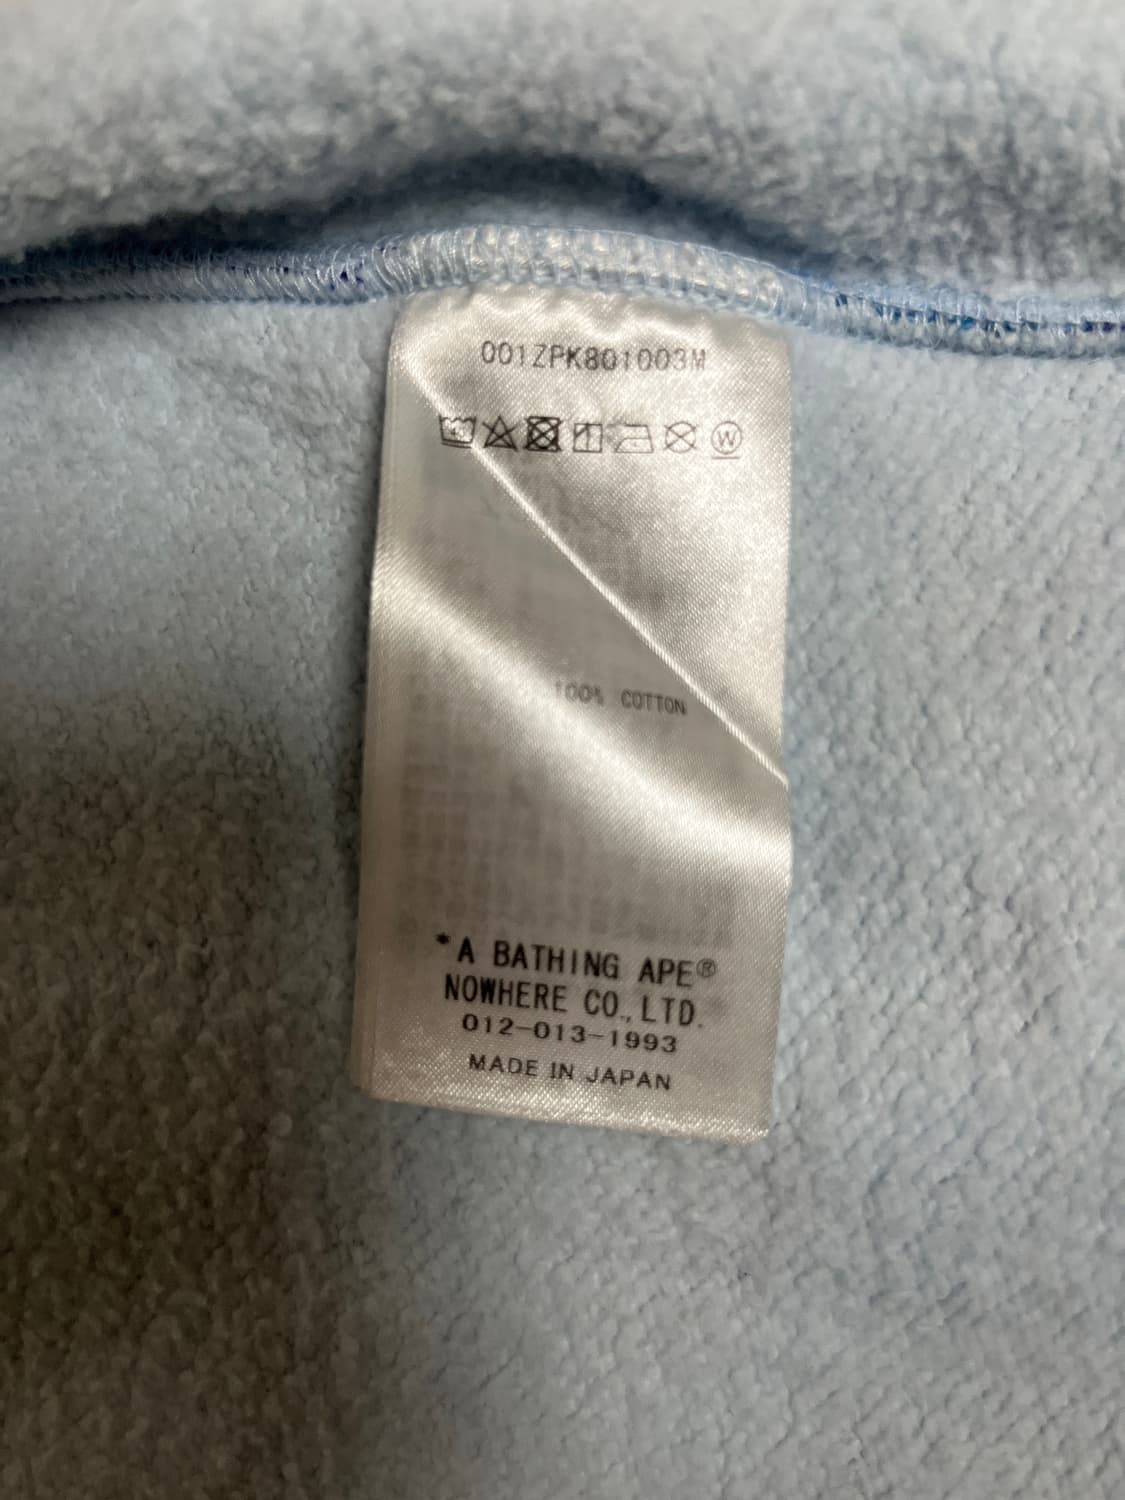 001ZPK801003M
W
100% COTTON
*A BATHING APE®
NOWHERE CO., LTD.
012-013-1993
MADE IN JAPAN